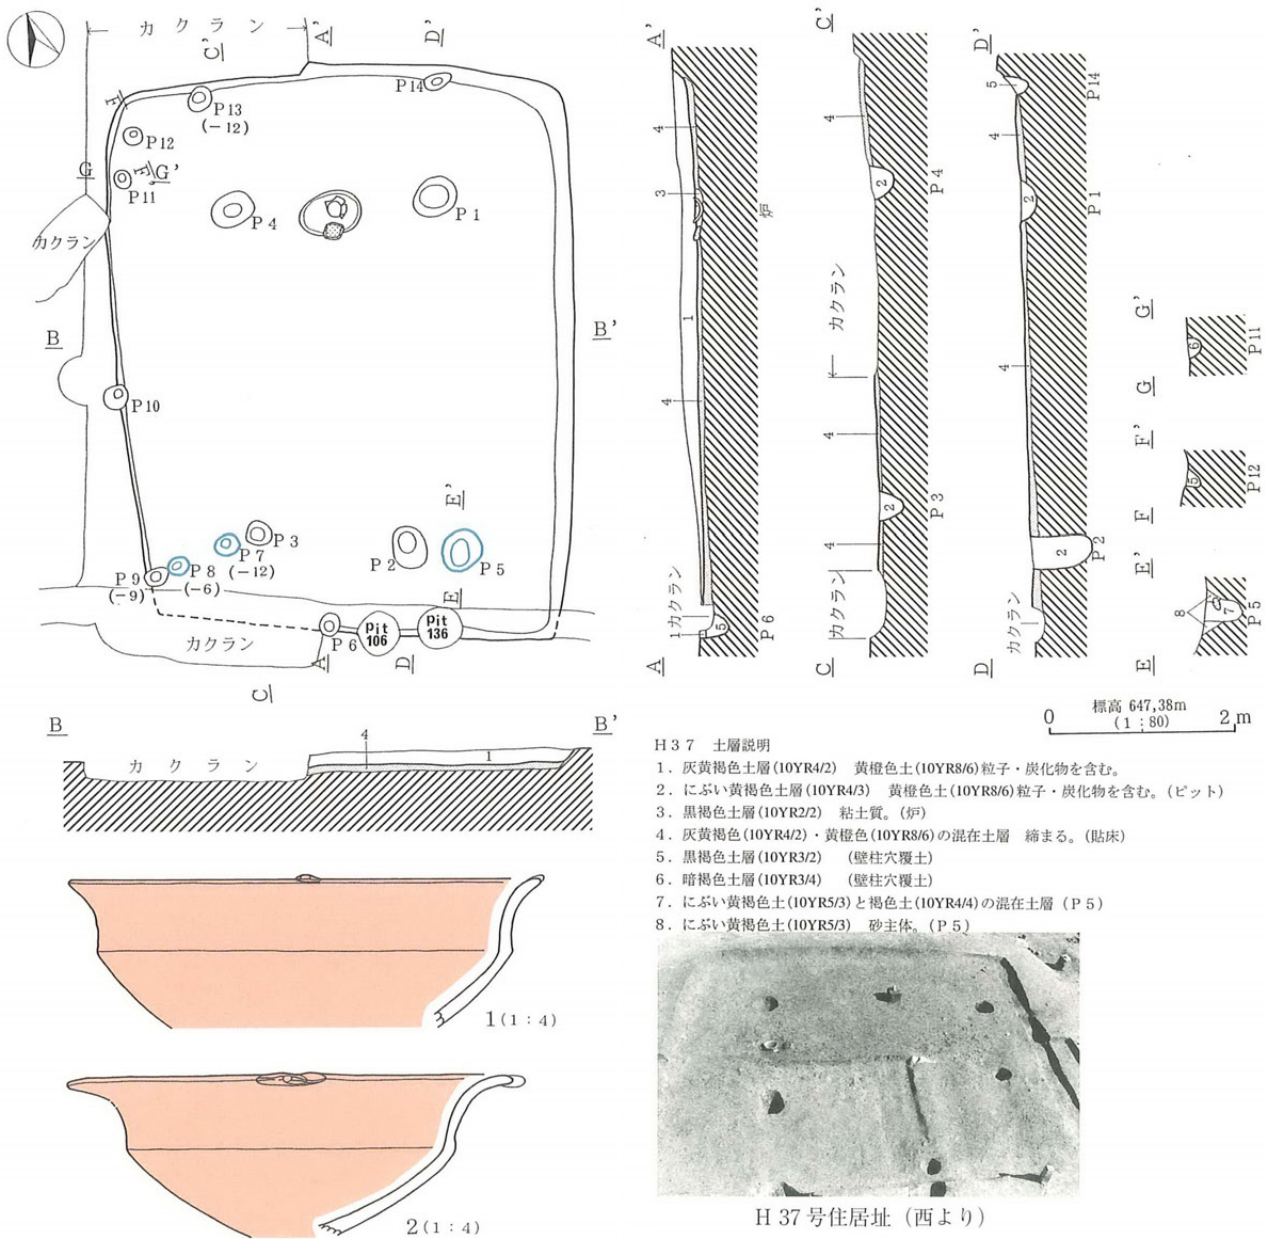 カクラン
C'
A'
D'
F
P13
(-12)
P14
P12
G
F'
G'
P11
P4
P1
カクラン
B
B'
P10
E'
P3
P7
(-12)
P2
P5
P8
(-6)
P9
(-9)
E
P6
pit
106
pit
136
カクラン
A
D
C
A'
4
3
炉
1
4
カクラン
1
5
P6
A
C'
4
2
P4
カクラン
4
2
P3
4
カクラン
C
D'
5
P14
4
2
P1
4
2
P2
カクラン
D
G'
6
P11
G
F'
5
P12
F
E'
8
7
P5
E
標高 647,38m
0 (1:80) 2m
B
B'
カクラン
4
1
H37 土層説明
1. 灰黄褐色土層(10YR4/2) 黄橙色土(10YR8/6)粒子・炭化物を含む。
2. にぶい黄褐色土層(10YR4/3) 黄橙色土(10YR8/6)粒子・炭化物を含む。(ピット)
3. 黒褐色土層(10YR2/2) 粘土質。(炉)
4. 灰黄褐色(10YR4/2)・黄橙色(10YR8/6)の混在土層 締まる。(貼床)
5. 黒褐色土層(10YR3/2) (壁柱穴覆土)
6. 暗褐色土層(10YR3/4) (壁柱穴覆土)
7. にぶい黄褐色土(10YR5/3)と褐色土(10YR4/4)の混在土層(P5)
8. にぶい黄褐色土(10YR5/3) 砂主体。(P5)
1(1:4)
2(1:4)
H37号住居址(西より)